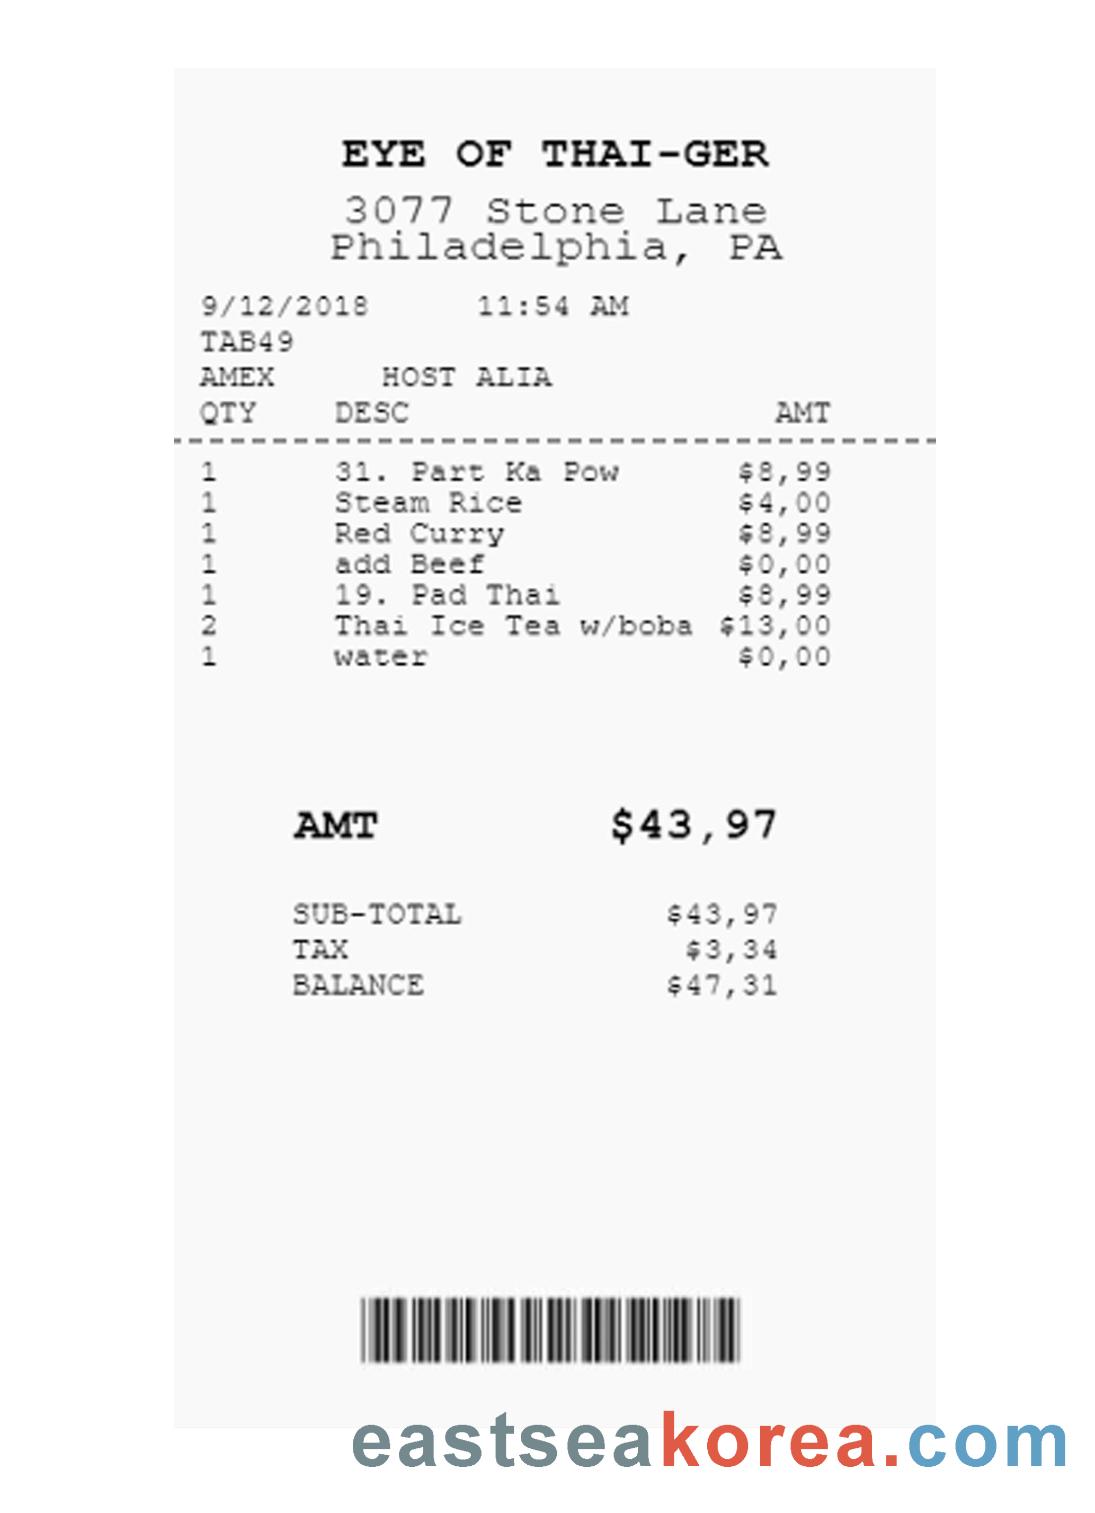 EYE OF THAI-GER
3077 Stone Lane
Philadelphia, PA
9/12/2018 11:54 AM
TAB49
AMEX HOST ALIA
QTY DESC AMT
1 31. Part Ka Pow $8,99
1 Steam Rice $4,00
1 Red Curry $8,99
1 add Beef $0,00
1 19. Pad Thai $8,99
2 Thai Ice Tea w/boba $13,00
1 water $0,00
AMT $43,97
SUB-TOTAL $43,97
TAX $3,34
BALANCE $47,31
eastseakorea.com